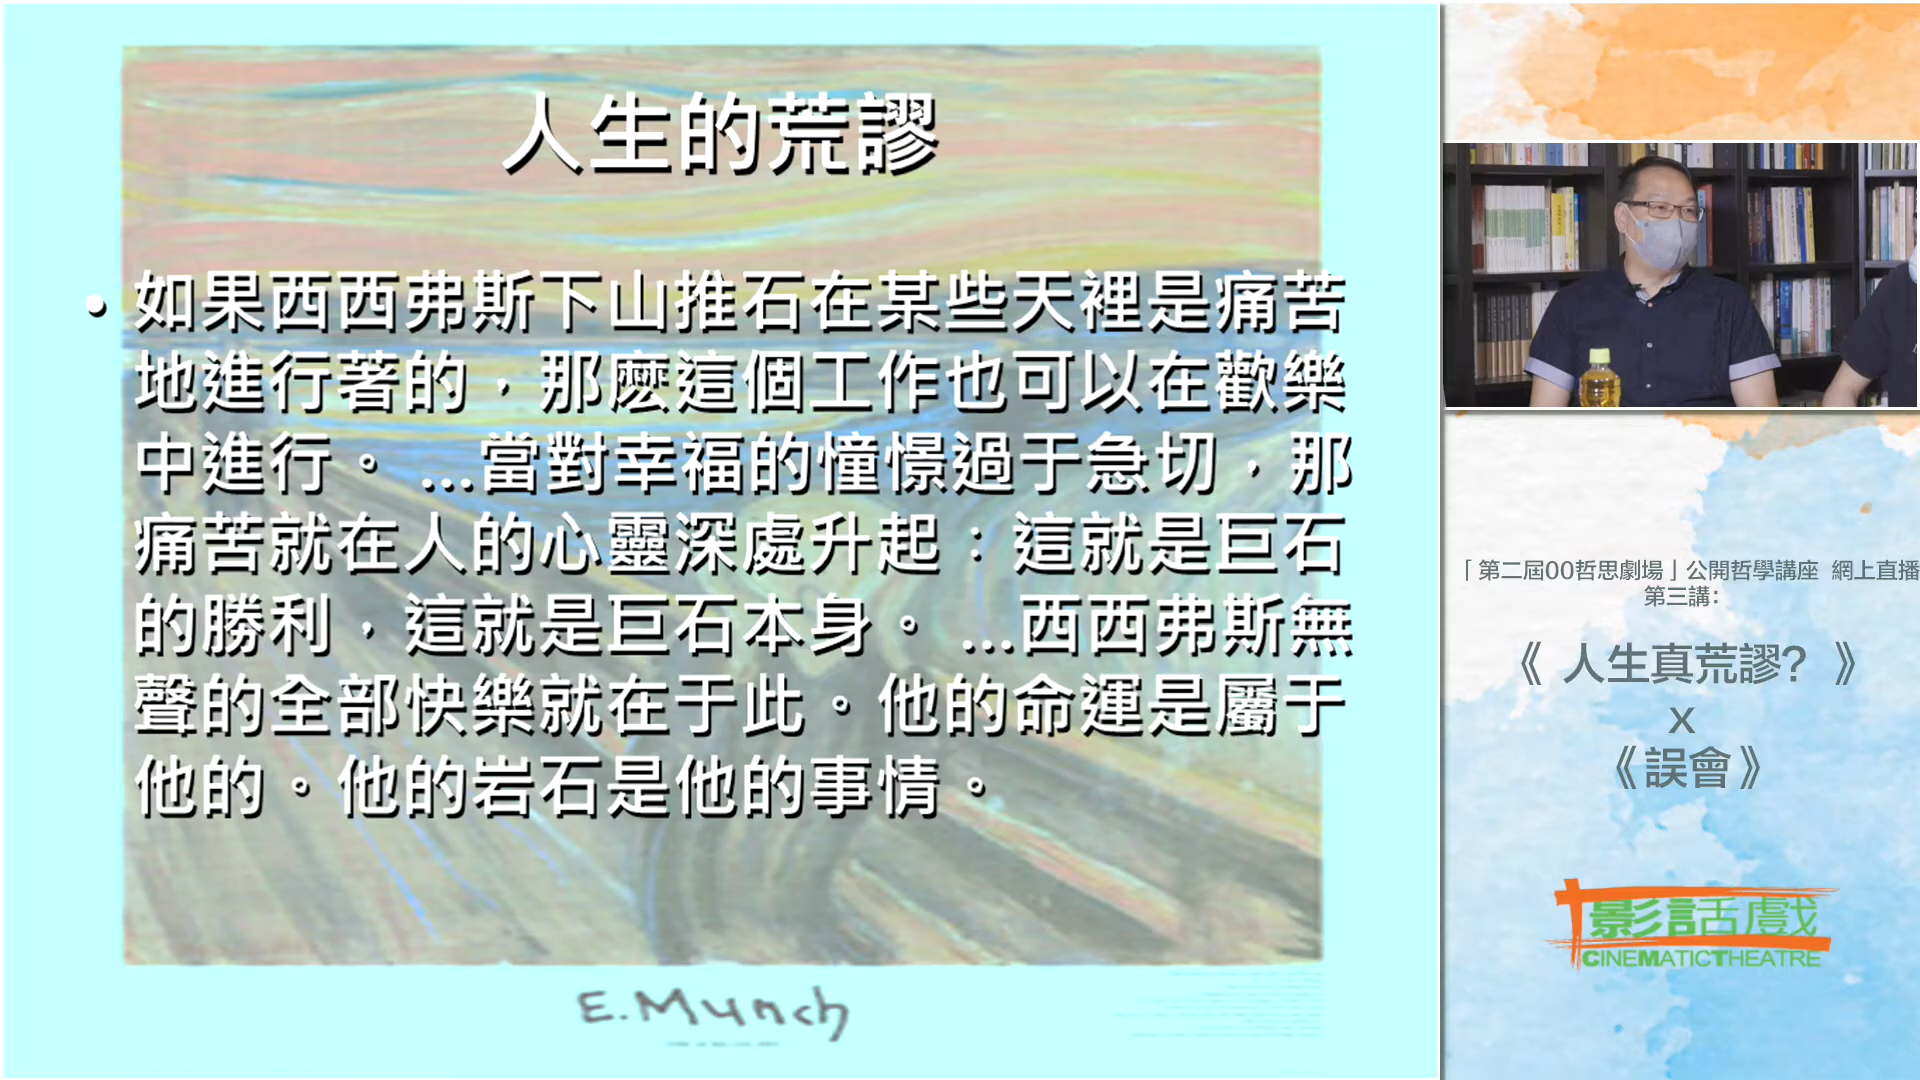 人生的荒謬
• 如果西西弗斯下山推石在某些天裡是痛苦
地進行著的，那麽這個工作也可以在歡樂
中進行。 ...當對幸福的憧憬過于急切，那
痛苦就在人的心靈深處升起：這就是巨石
的勝利，這就是巨石本身。 ...西西弗斯無
聲的全部快樂就在于此。他的命運是屬于
他的。他的岩石是他的事情。
E.Munch
「第二屆OO哲思劇場」公開哲學講座 網上直播
第三講：
《 人生真荒謬？ 》
x
《誤會》
影話戲
CINEMATICTHEATRE